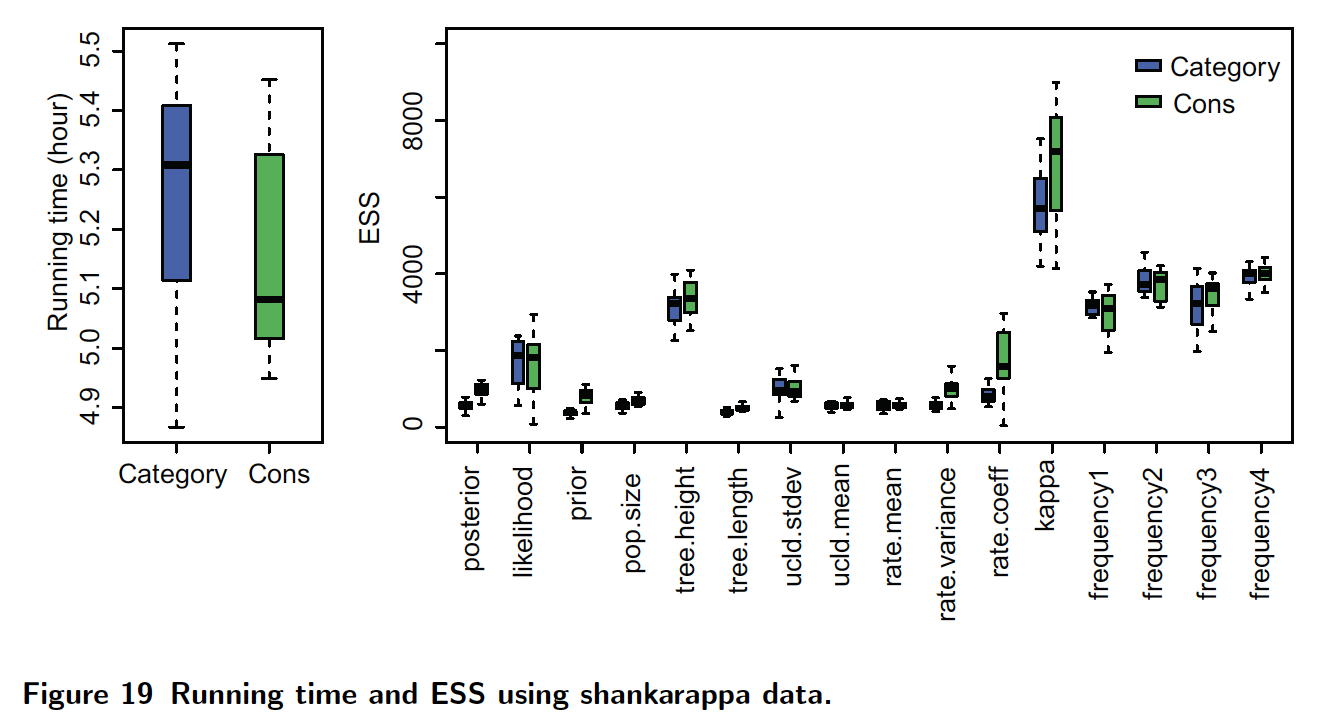 Running time (hour)
5.5
5.4
5.3
5.2
5.1
5.0
4.9
Category
Cons
ESS
8000
4000
0
Category
Cons
posterior
likelihood
prior
pop.size
tree.height
tree.length
ucld.stdev
ucld.mean
rate.mean
rate.variance
rate.coeff
kappa
frequency1
frequency2
frequency3
frequency4
Figure 19 Running time and ESS using shankarappa data.